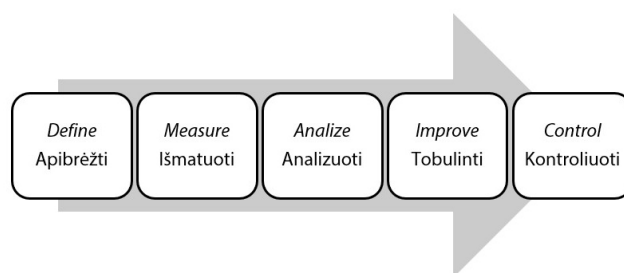 Define
Apibrėžti
Measure
Išmatuoti
Analize
Analizuoti
Improve
Tobulinti
Control
Kontroliuoti